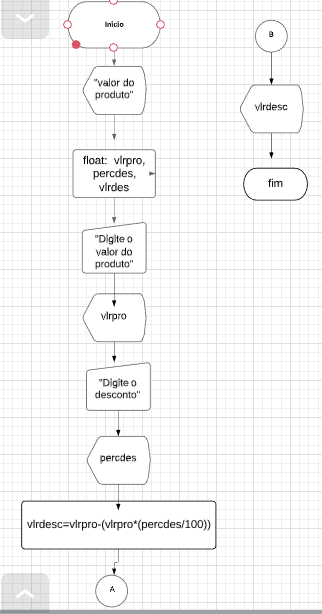 Inicio
"valor do
produto"
float: vlrpro,
percdes,
vlrdes
"Digite o
valor do
produto"
vlrpro
"Digite o
desconto"
percdes
vlrdesc=vlrpro-(vlrpro*(percdes/100))
A
B
vlrdesc
fim